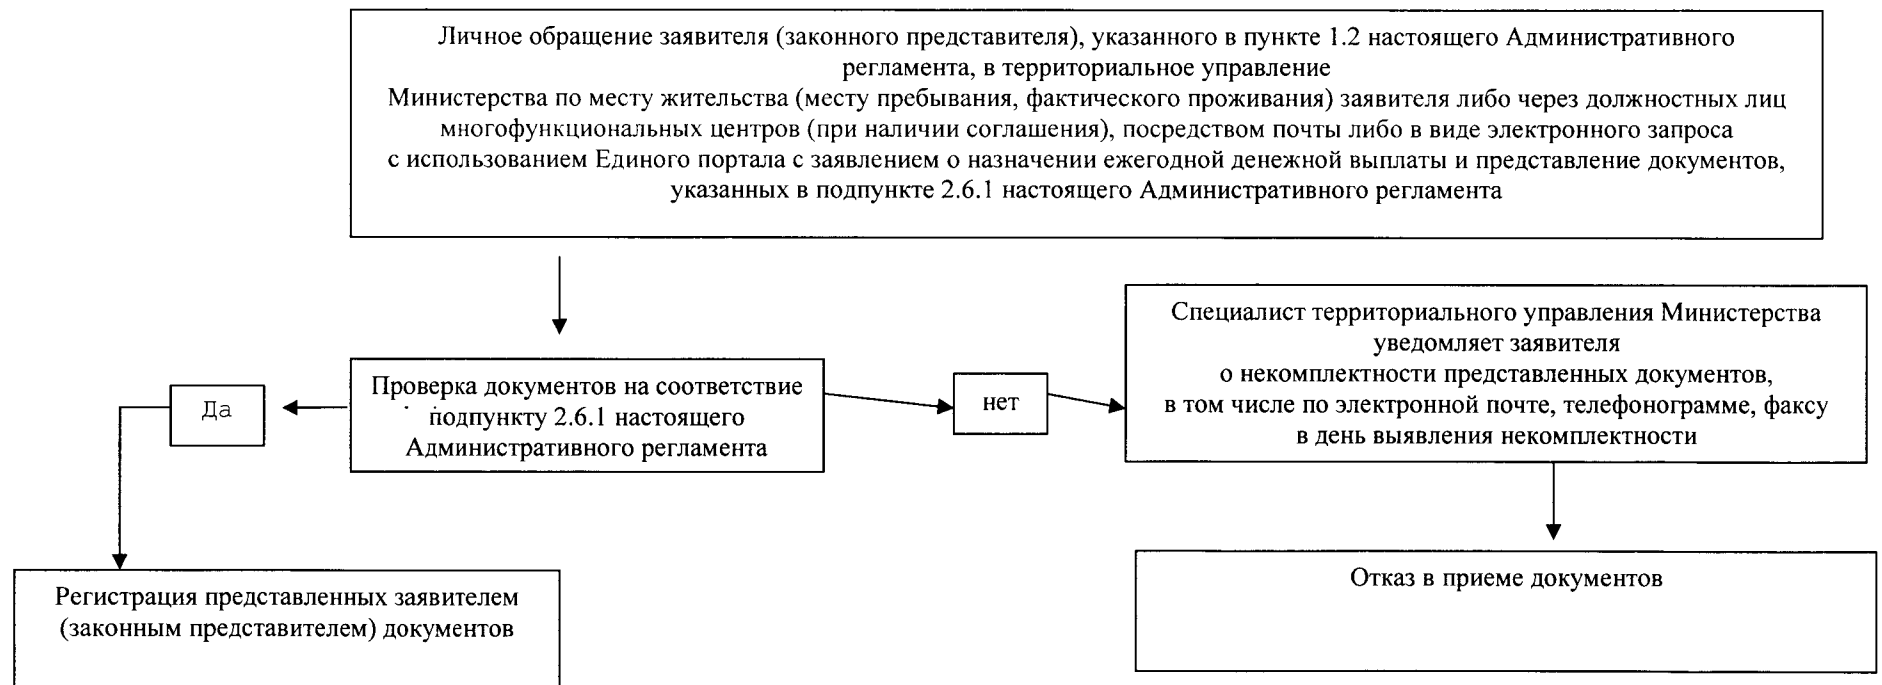 Личное обращение заявителя (законного представителя), указанного в пункте 1.2 настоящего Административного
регламента, в территориальное управление
Министерства по месту жительства (месту пребывания, фактического проживания) заявителя либо через должностных лиц
многофункциональных центров (при наличии соглашения), посредством почты либо в виде электронного запроса
с использованием Единого портала с заявлением о назначении ежегодной денежной выплаты и представление документов,
указанных в подпункте 2.6.1 настоящего Административного регламента
Да
Проверка документов на соответствие
подпункту 2.6.1 настоящего
Административного регламента
нет
Специалист территориального управления Министерства
уведомляет заявителя
о некомплектности представленных документов,
в том числе по электронной почте, телефонограмме, факсу
в день выявления некомплектности
Регистрация представленных заявителем
(законным представителем) документов
Отказ в приеме документов